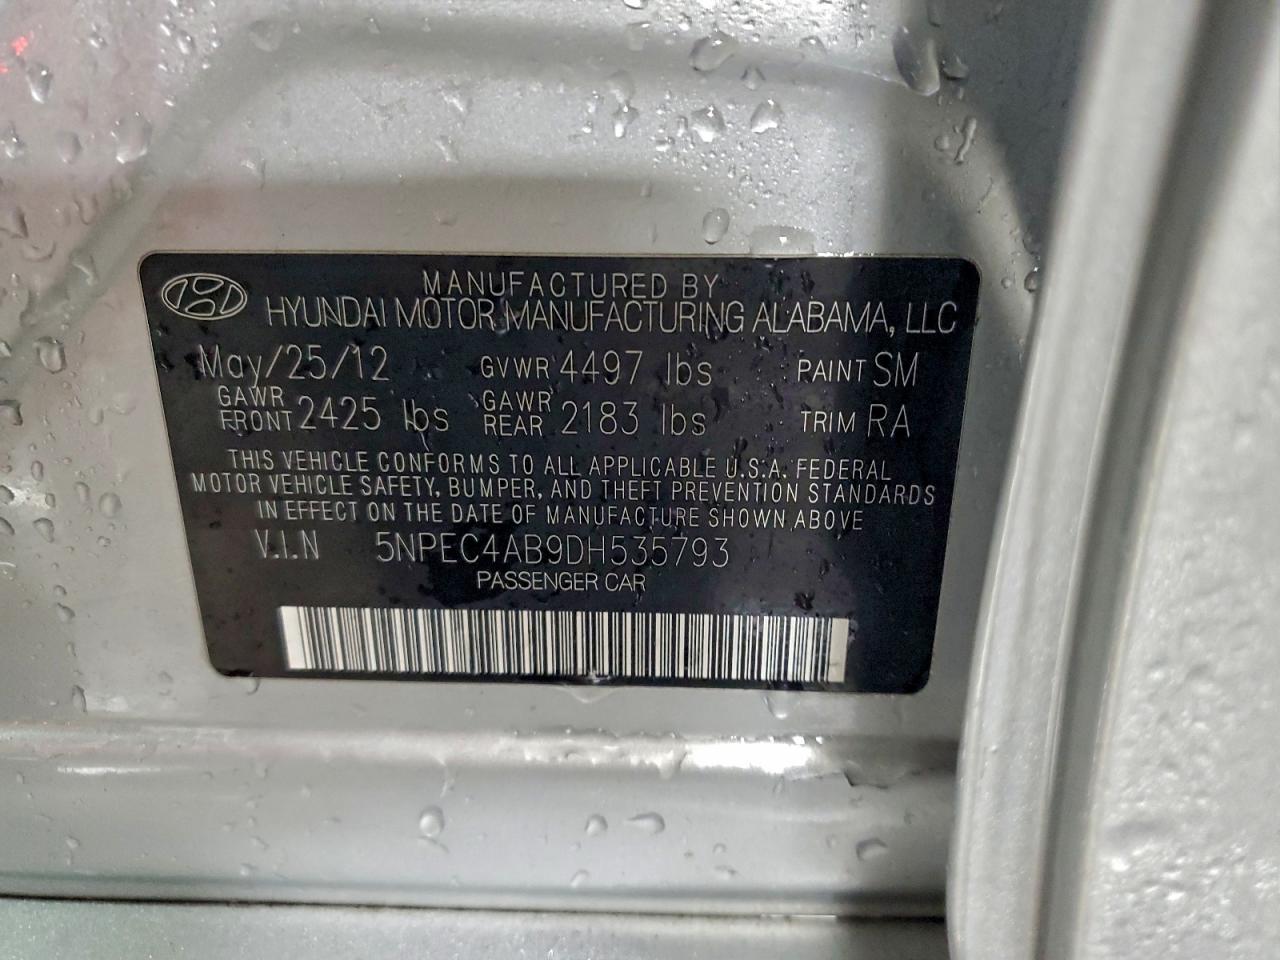 MANUFACTURED BY
HYUNDAI MOTOR MANUFACTURING ALABAMA, LLC
May/25/12 GVWR 4497 lbs PAINT SM
GAWR FRONT 2425 lbs GAWR REAR 2183 lbs TRIM RA
THIS VEHICLE CONFORMS TO ALL APPLICABLE U.S.A. FEDERAL
MOTOR VEHICLE SAFETY, BUMPER, AND THEFT PREVENTION STANDARDS
IN EFFECT ON THE DATE OF MANUFACTURE SHOWN ABOVE
V.I.N 5NPEC4AB9DH535793
PASSENGER CAR